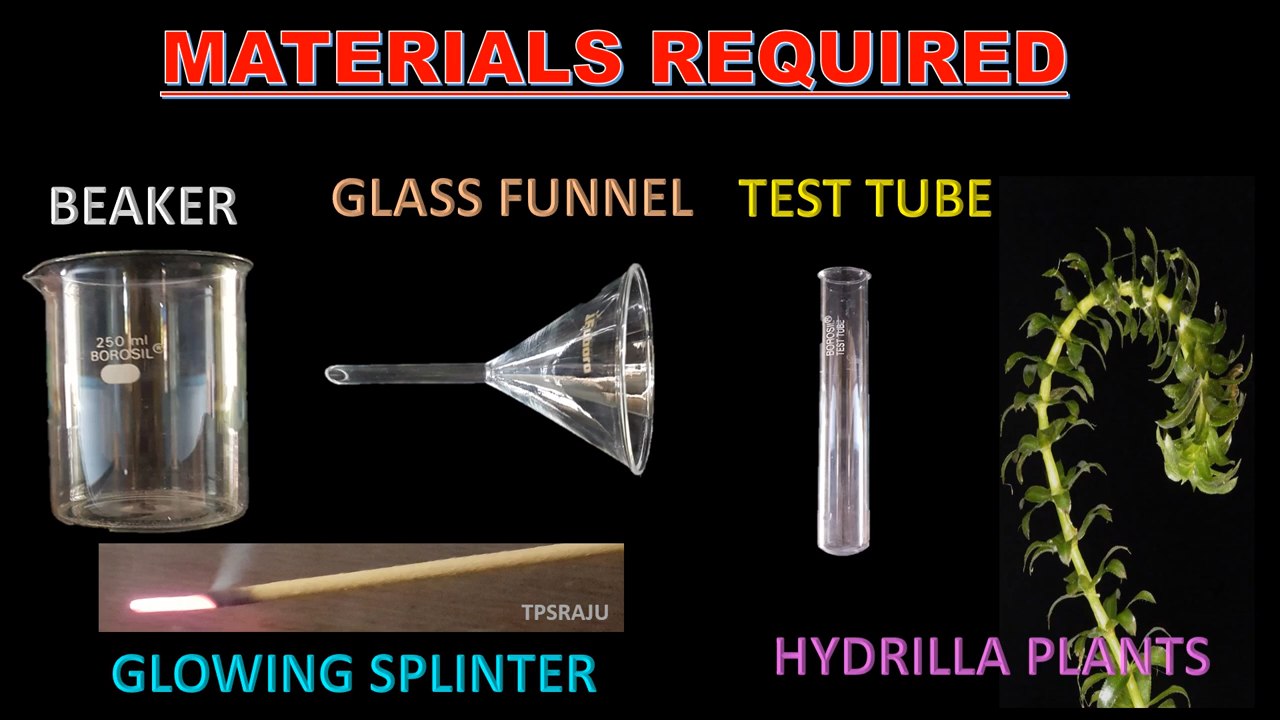 MATERIALS REQUIRED
BEAKER
GLASS FUNNEL
TEST TUBE
250 ml
BOROSIL®
BOROSIL®
TEST TUBE
TPSRAJU
GLOWING SPLINTER
HYDRILLA PLANTS